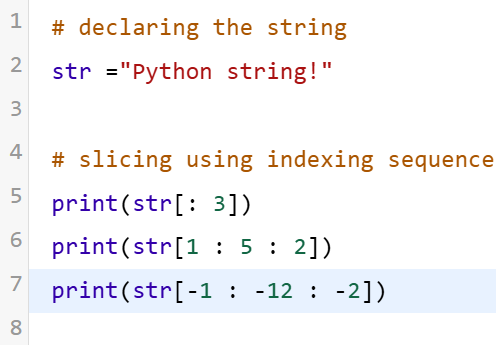 1 # declaring the string
2 str ="Python string!"
3
4 # slicing using indexing sequence
5 print(str[: 3])
6 print(str[1 : 5 : 2])
7 print(str[-1 : -12 : -2])
8